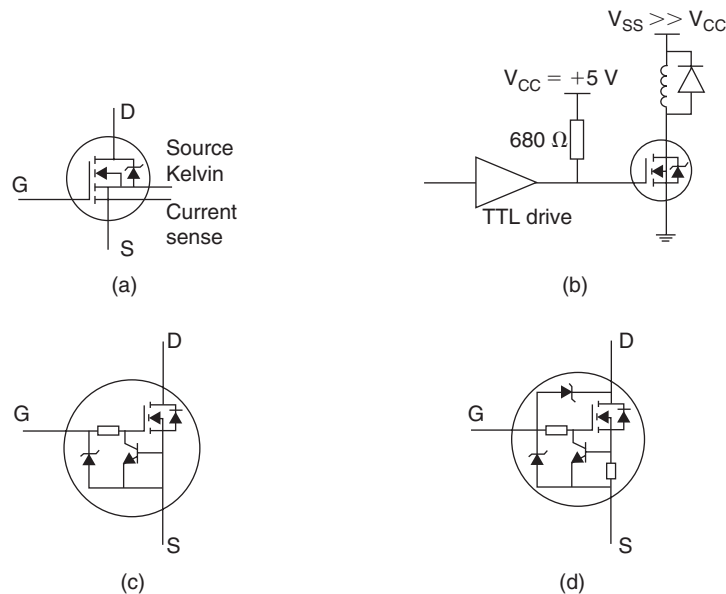 V_SS >> V_CC
D
V_CC = +5 V
Source
Kelvin
680 Ω
G
Current
sense
TTL drive
S
(a)
(b)
D
D
G
G
S
S
(c)
(d)